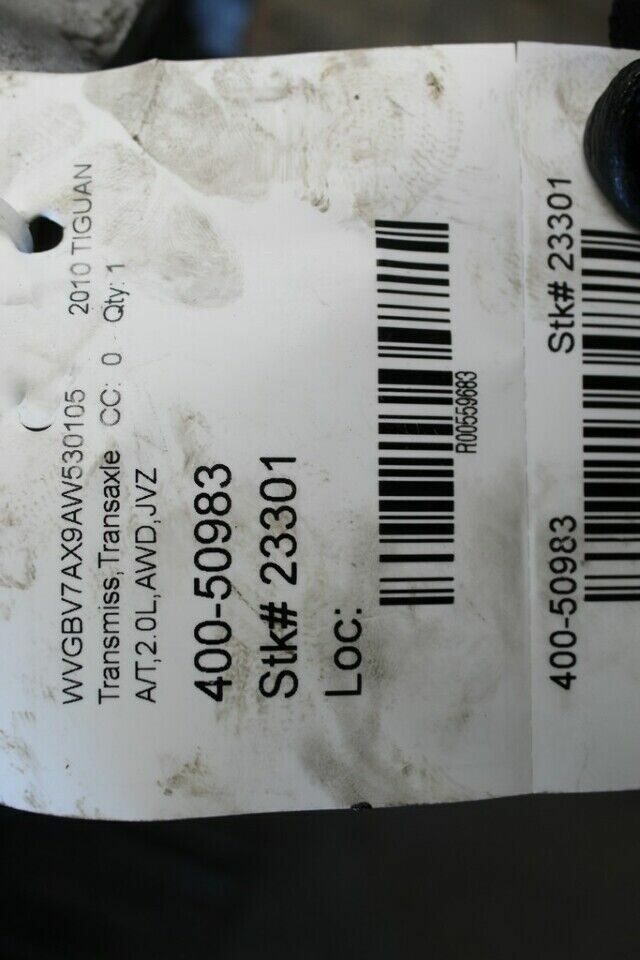 WVGBV7AX9AW530105 2010 TIGUAN
Transmiss,Transaxle CC: 0 Qty: 1
A/T,2.0L,AWD,JVZ
400-50983
Stk# 23301
Loc:
R00559683
400-50983 Stk# 23301